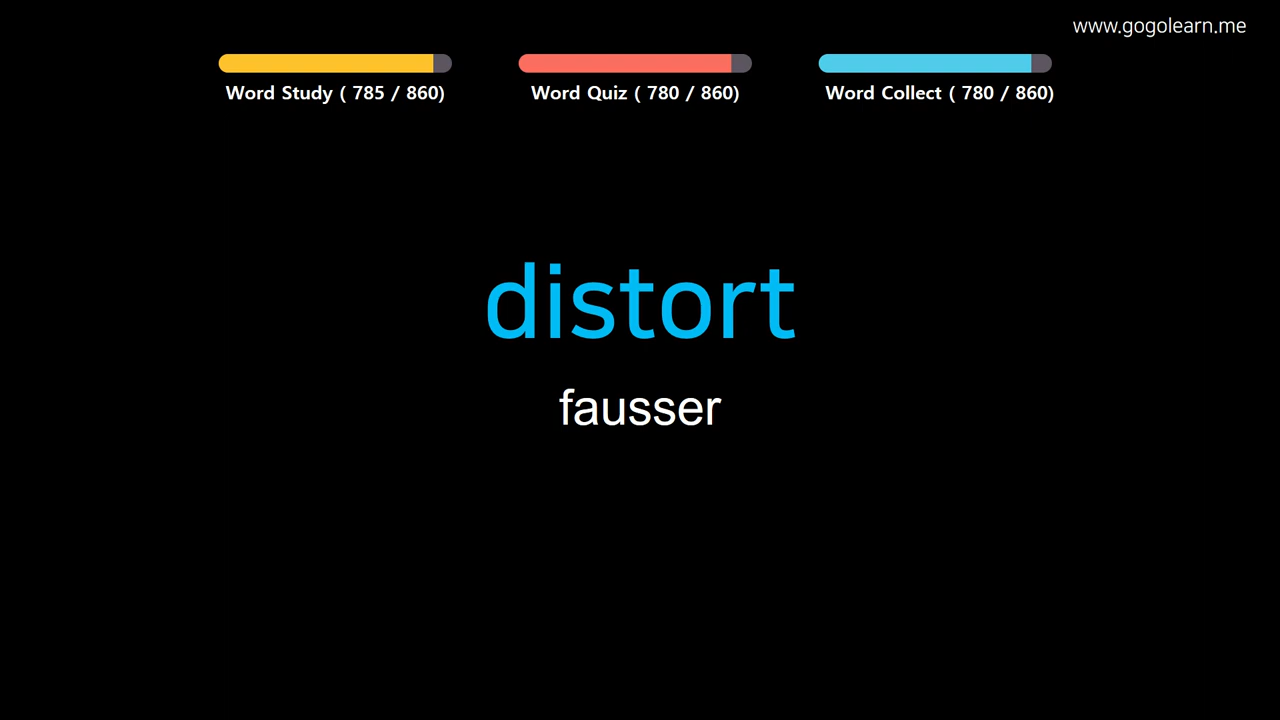 www.gogolearn.me
Word Study ( 785 / 860)
Word Quiz ( 780 / 860)
Word Collect ( 780 / 860)
distort
fausser